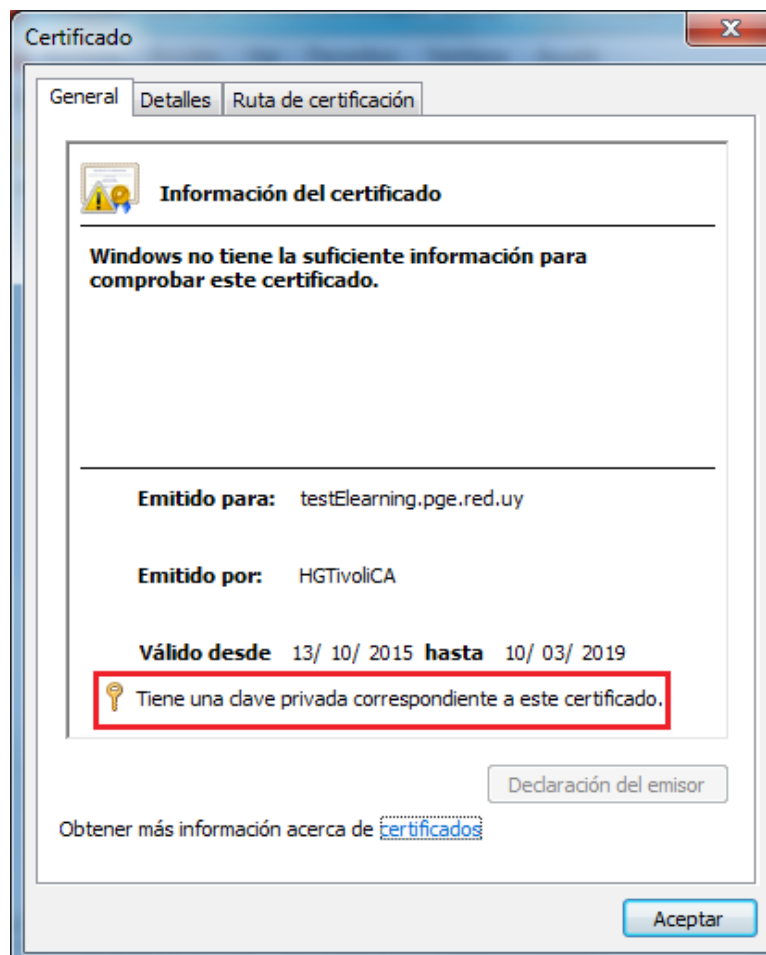 Certificado
General Detalles Ruta de certificación
Información del certificado
Windows no tiene la suficiente información para
comprobar este certificado.
Emitido para: testElearning.pge.red.uy
Emitido por: HGTivoliCA
Válido desde 13/ 10/ 2015 hasta 10/ 03/ 2019
Tiene una clave privada correspondiente a este certificado.
Declaración del emisor
Obtener más información acerca de certificados
Aceptar